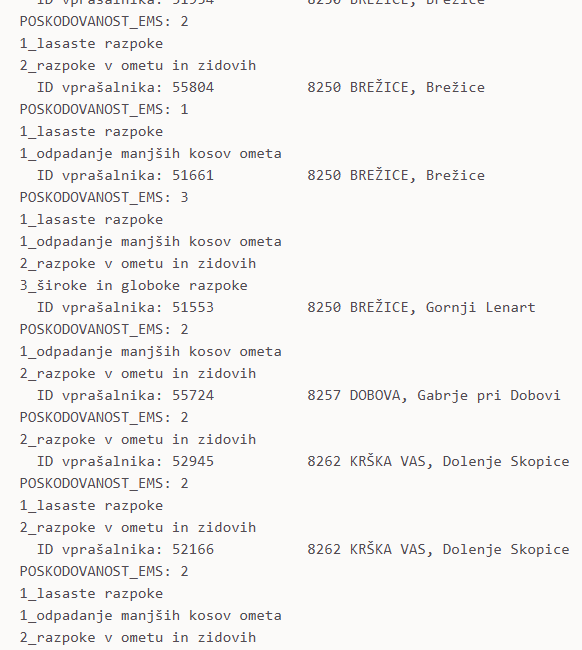 ID vprašalnika: 51954 8250 BREŽICE, Brežice
POSKODOVANOST_EMS: 2
1_lasaste razpoke
2_razpoke v ometu in zidovih
ID vprašalnika: 55804 8250 BREŽICE, Brežice
POSKODOVANOST_EMS: 1
1_lasaste razpoke
1_odpadanje manjših kosov ometa
ID vprašalnika: 51661 8250 BREŽICE, Brežice
POSKODOVANOST_EMS: 3
1_lasaste razpoke
1_odpadanje manjših kosov ometa
2_razpoke v ometu in zidovih
3_široke in globoke razpoke
ID vprašalnika: 51553 8250 BREŽICE, Gornji Lenart
POSKODOVANOST_EMS: 2
1_odpadanje manjših kosov ometa
2_razpoke v ometu in zidovih
ID vprašalnika: 55724 8257 DOBOVA, Gabrje pri Dobovi
POSKODOVANOST_EMS: 2
2_razpoke v ometu in zidovih
ID vprašalnika: 52945 8262 KRŠKA VAS, Dolenje Skopice
POSKODOVANOST_EMS: 2
1_lasaste razpoke
2_razpoke v ometu in zidovih
ID vprašalnika: 52166 8262 KRŠKA VAS, Dolenje Skopice
POSKODOVANOST_EMS: 2
1_lasaste razpoke
1_odpadanje manjših kosov ometa
2_razpoke v ometu in zidovih